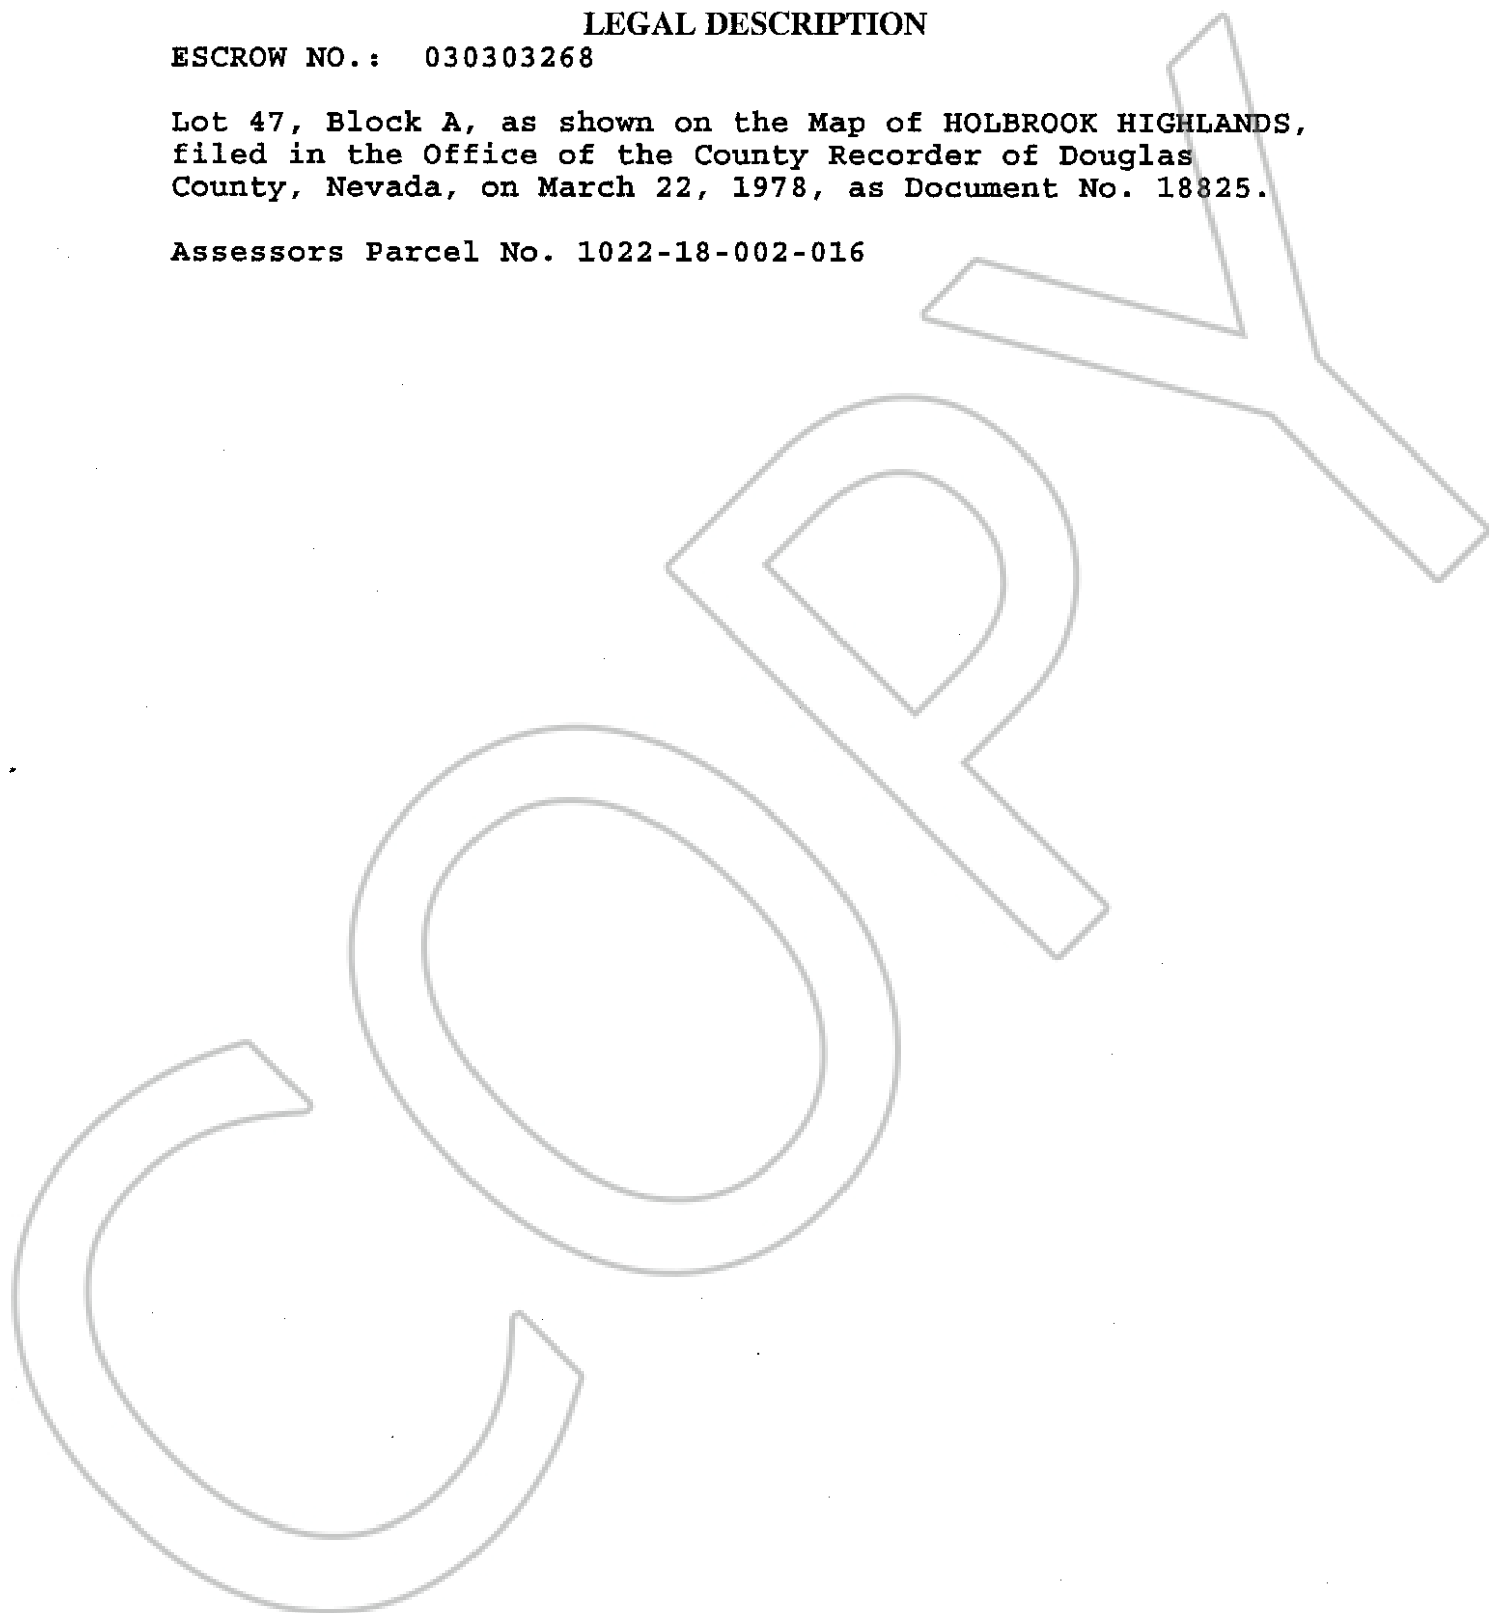 LEGAL DESCRIPTION
ESCROW NO.: 030303268
Lot 47, Block A, as shown on the Map of HOLBROOK HIGHLANDS,
filed in the Office of the County Recorder of Douglas
County, Nevada, on March 22, 1978, as Document No. 18825.
Assessors Parcel No. 1022-18-002-016
COPY